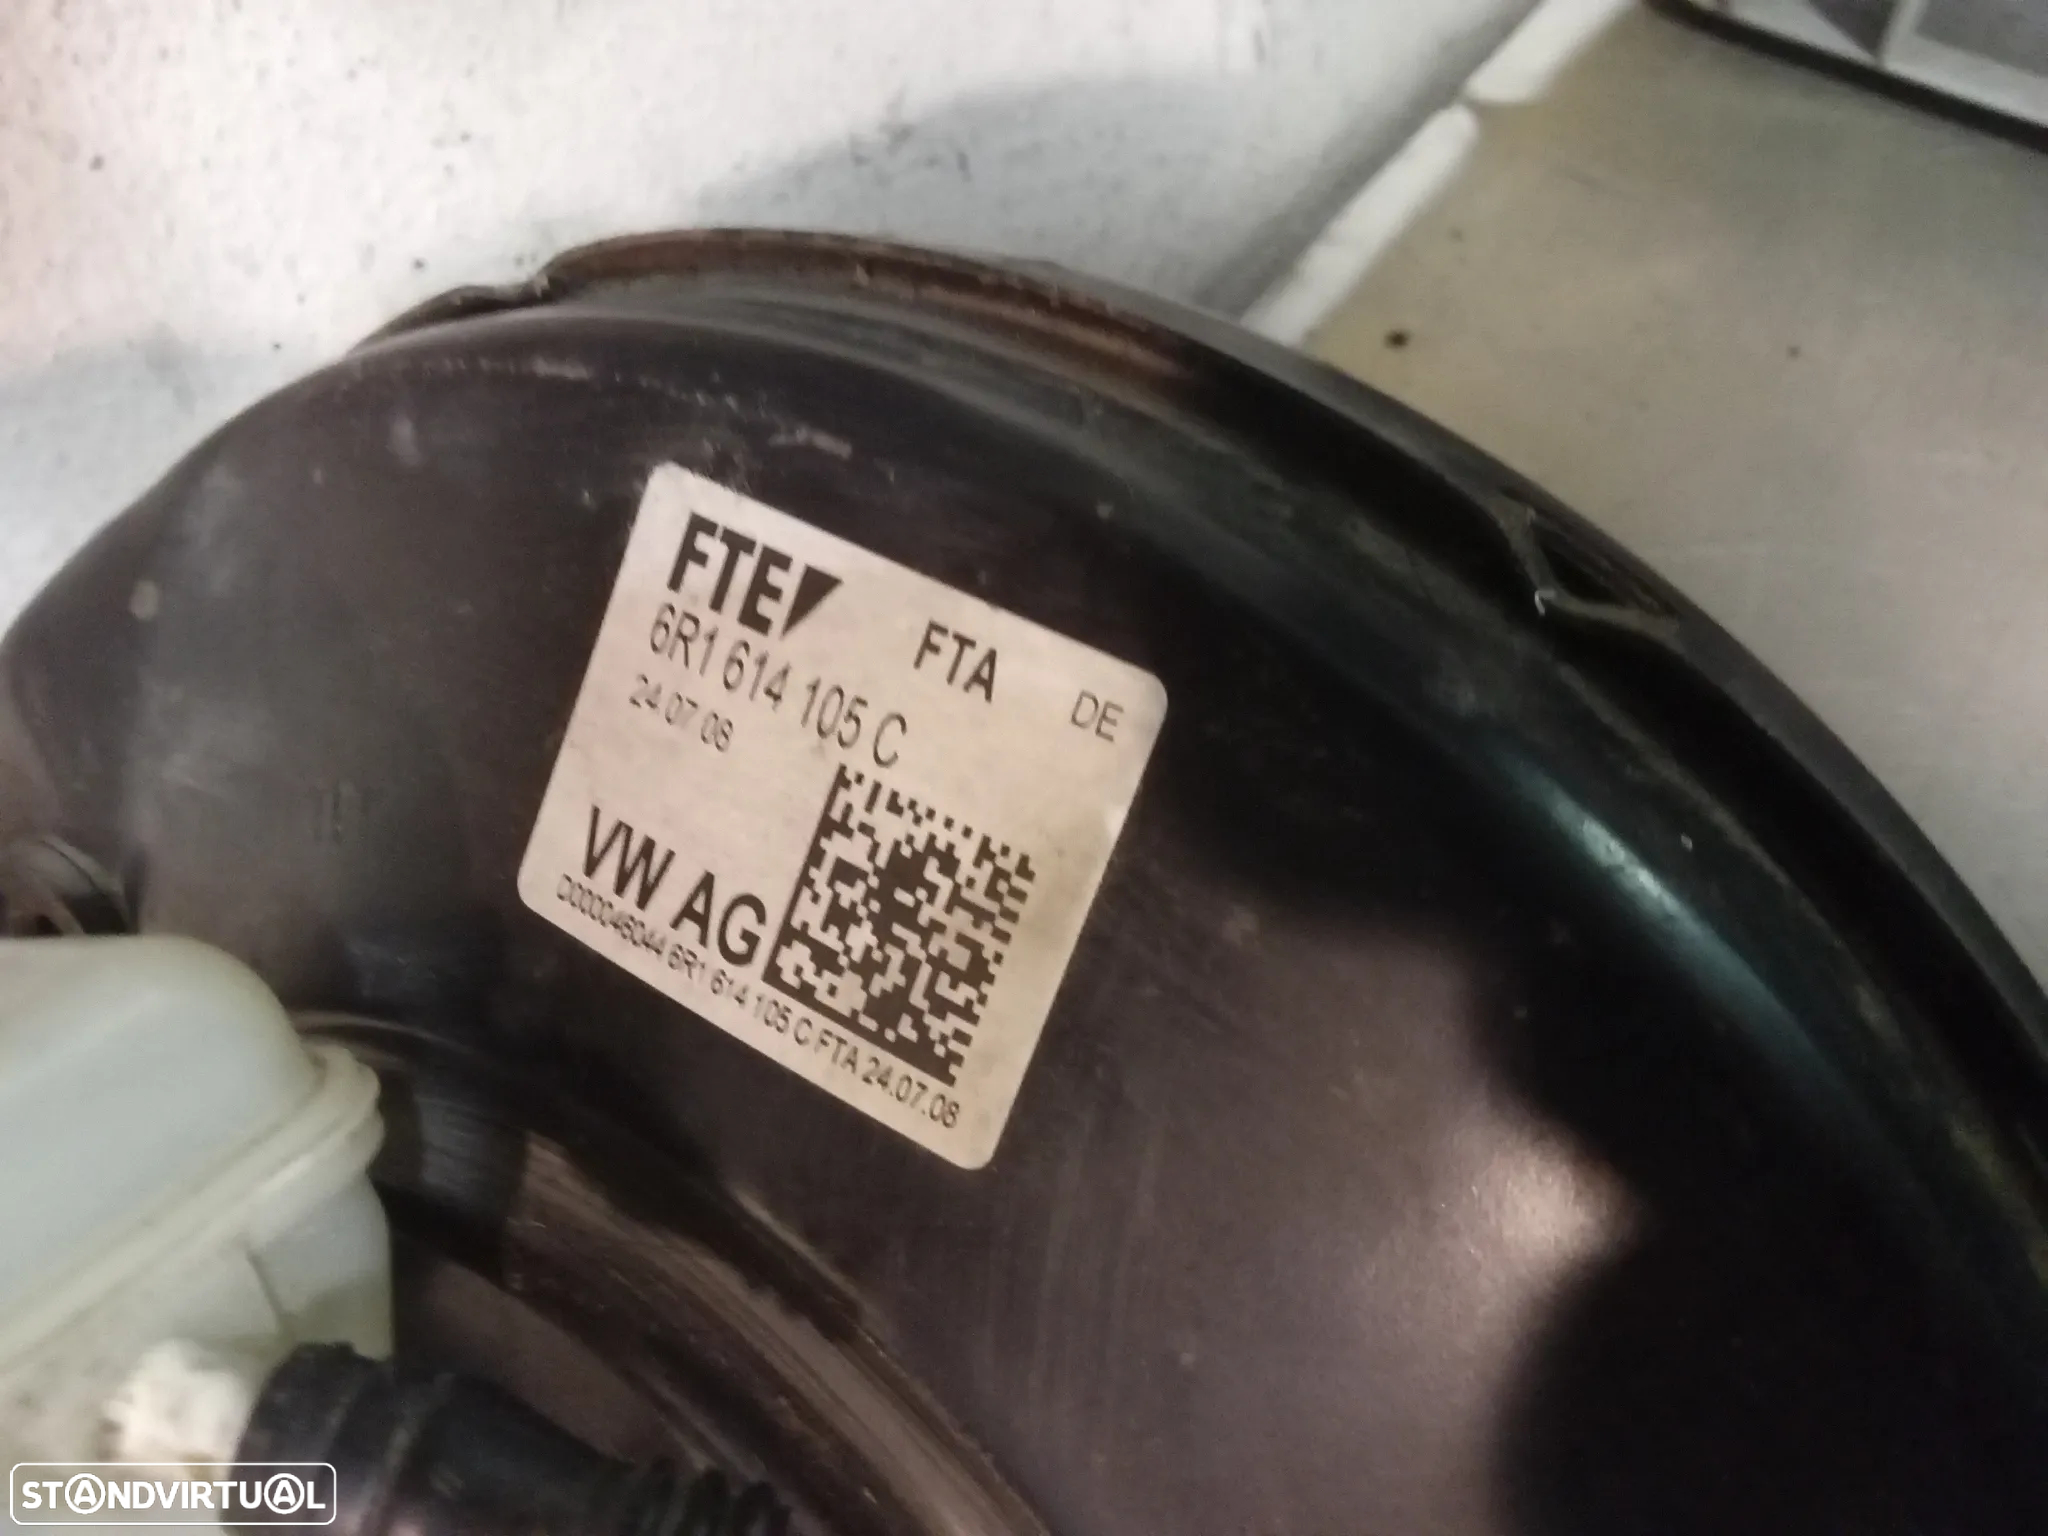 FTE
FTA
DE
6R1 614 105 C
24.07.08
VW AG
D000046044 6R1 614 105 C FTA 24.07.08
STANDVIRTUAL